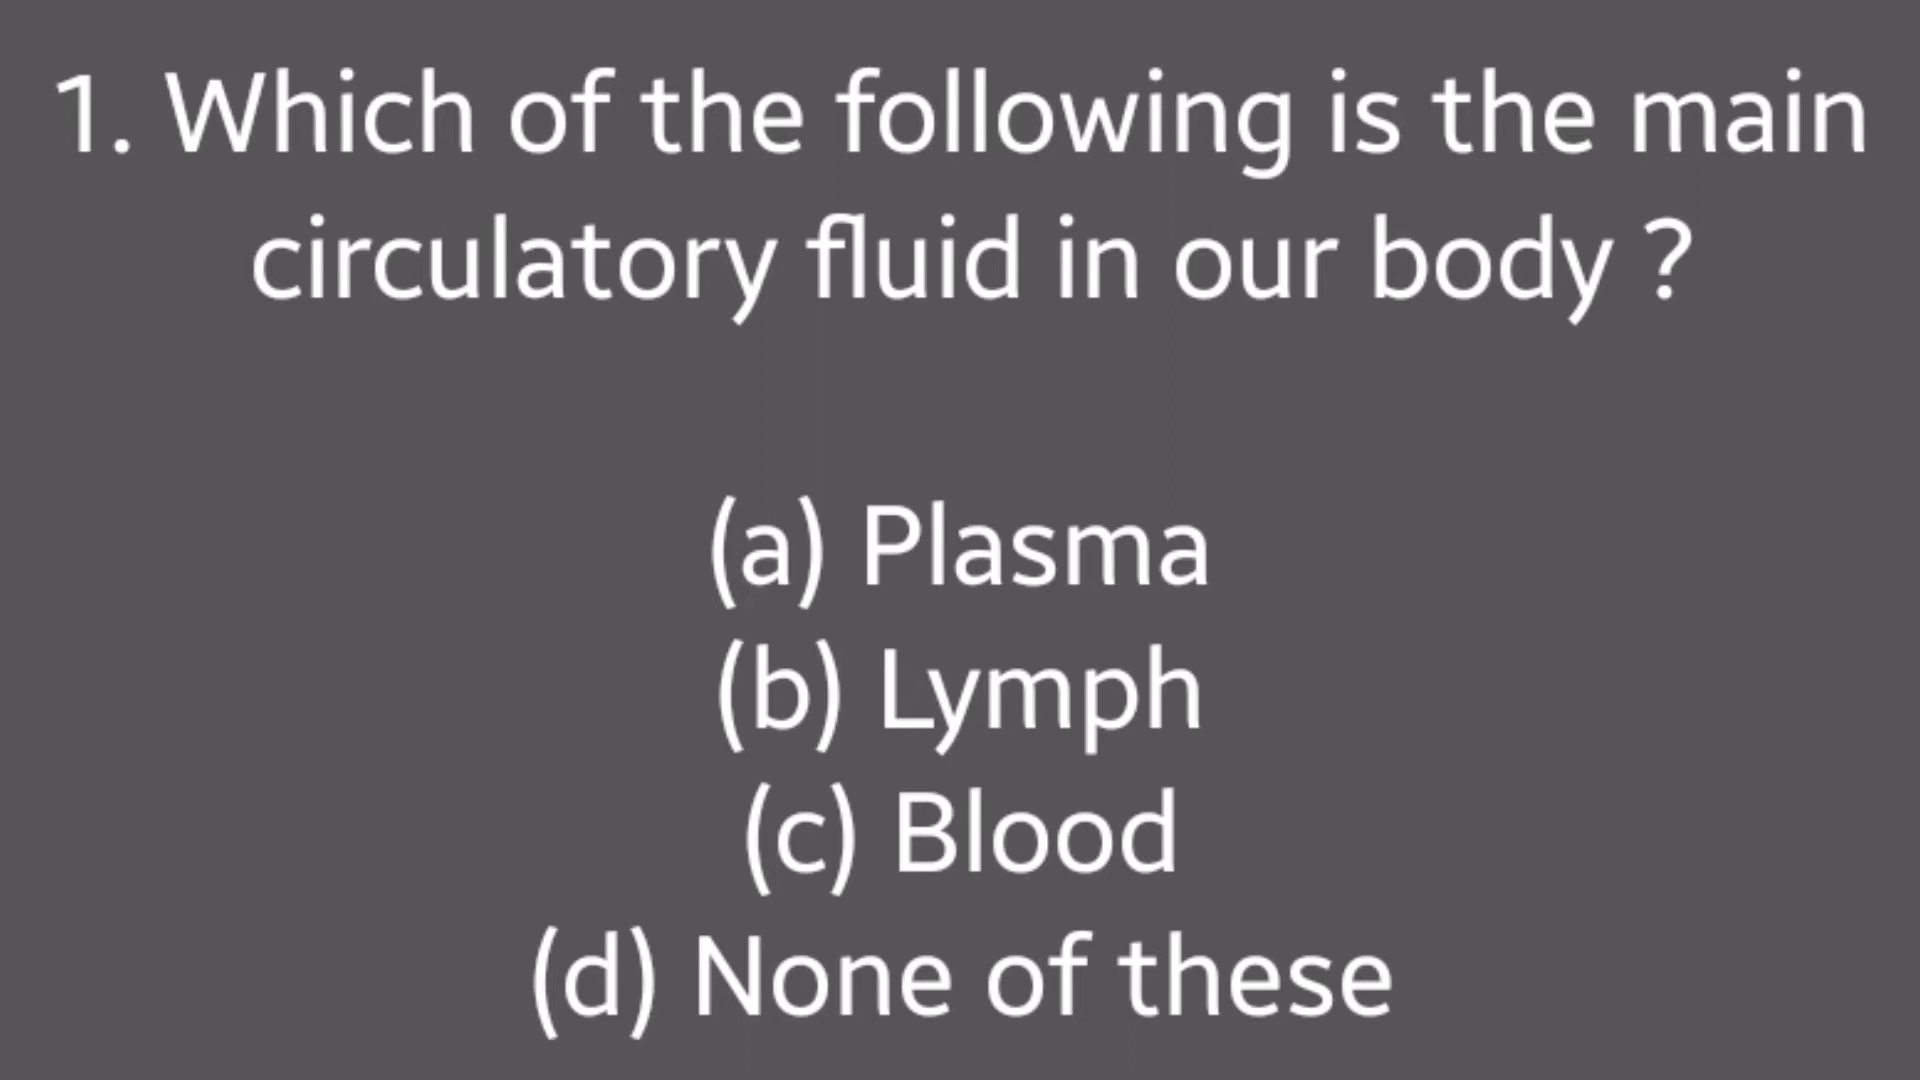 1. Which of the following is the main
circulatory fluid in our body ?
(a) Plasma
(b) Lymph
(c) Blood
(d) None of these